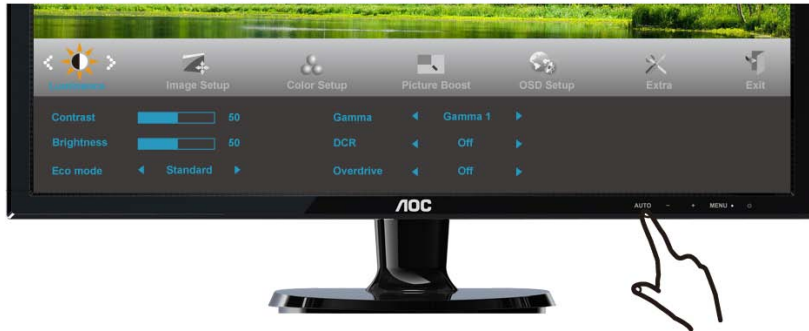 Luminance Image Setup Color Setup Picture Boost OSD Setup Extra Exit
Contrast 50 Gamma Gamma 1
Brightness 50 DCR Off
Eco mode Standard Overdrive Off
AOC
AUTO - + MENU